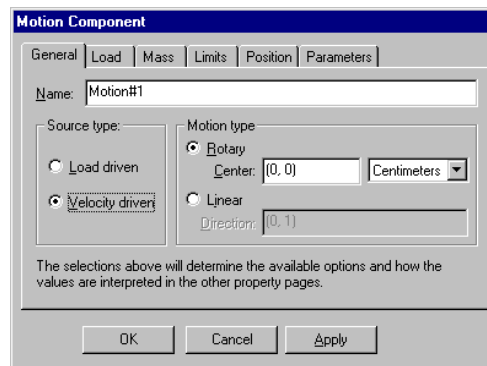 Motion Component
General Load Mass Limits Position Parameters
Name: Motion#1
Source type: Motion type
Rotary
Load driven Center: (0, 0) Centimeters
Velocity driven Linear
Direction: (0, 1)
The selections above will determine the available options and how the
values are interpreted in the other property pages.
OK Cancel Apply